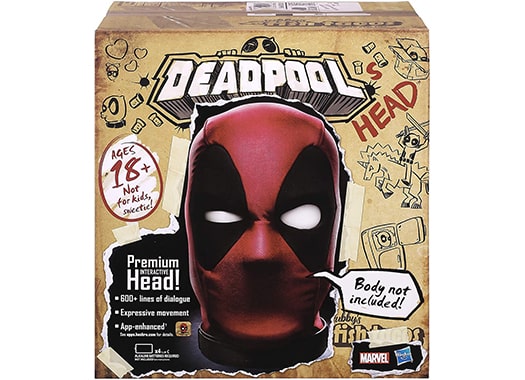 DEADPOOL'S
HEAD
AGES
18+
Not
for kids,
sweetie!
Premium
INTERACTIVE
Head!
• 600+ lines of dialogue
• Expressive movement
• App-enhanced*
Body not
included!
MARVEL
Hasbro